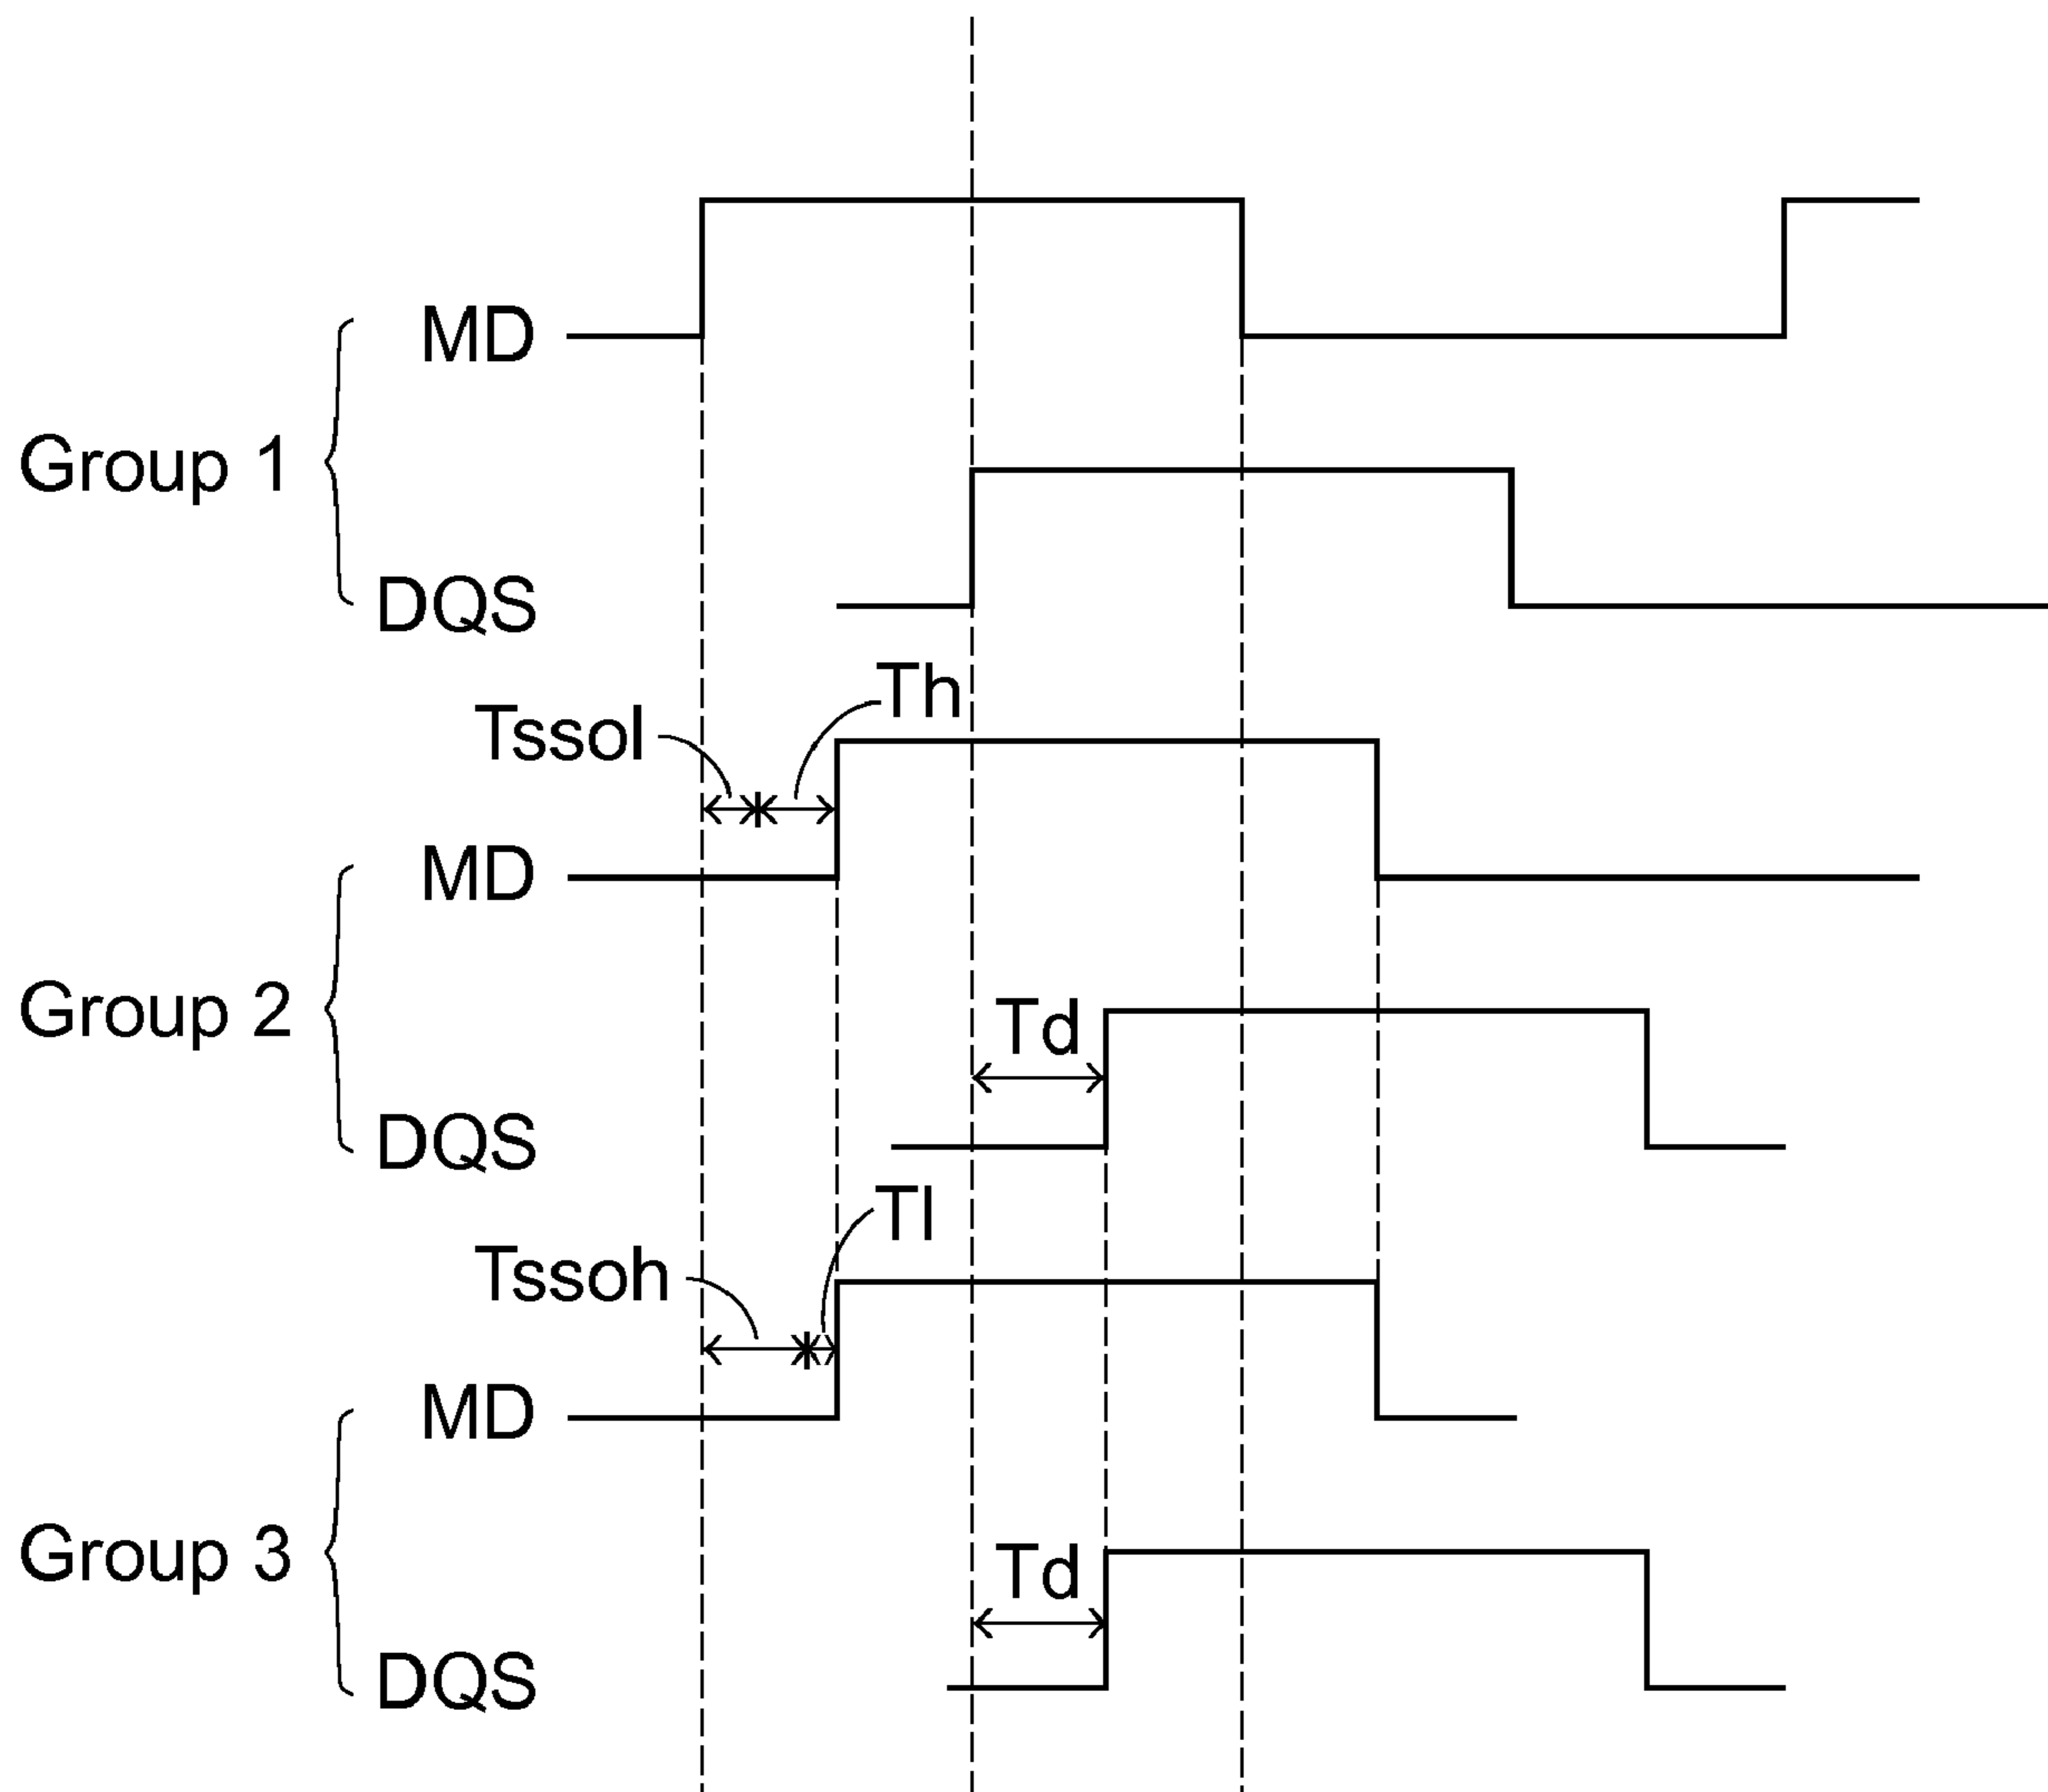 MD
Group 1
DQS
Th
Tssol
MD
Td
Group 2
DQS
Tl
Tssoh
MD
Td
Group 3
DQS